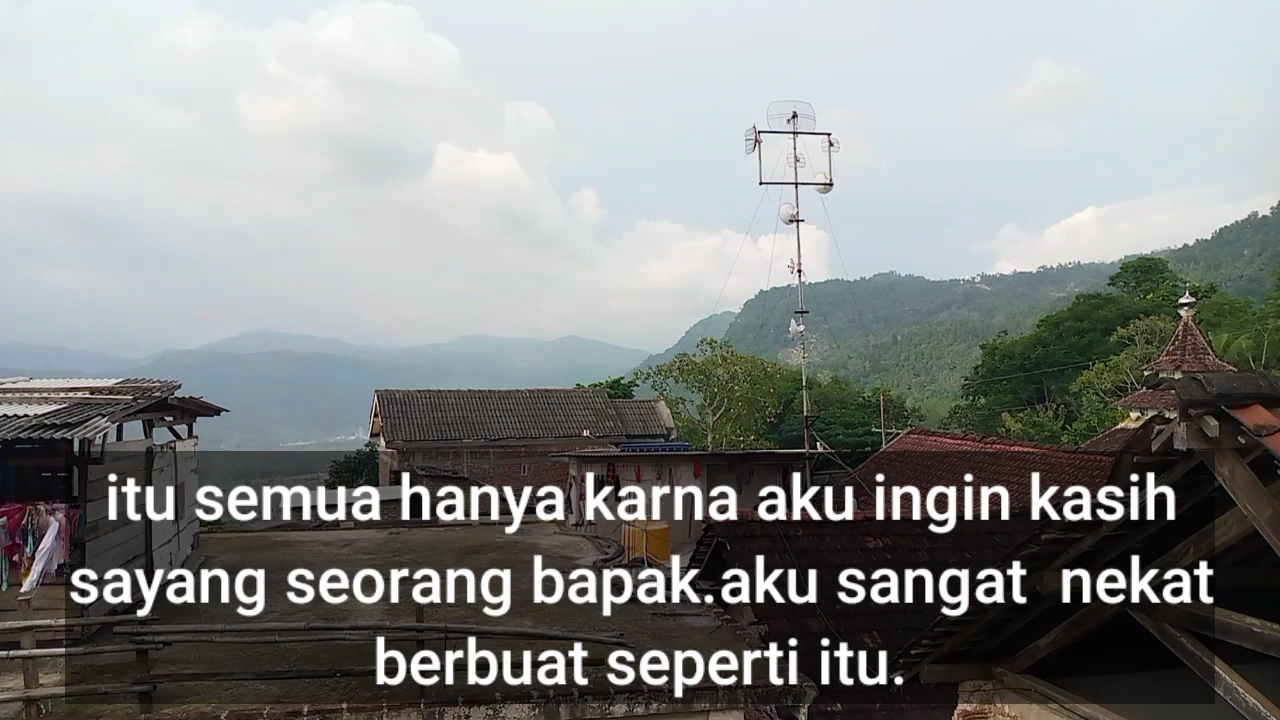 itu semua hanya karna aku ingin kasih
sayang seorang bapak.aku sangat  nekat
berbuat seperti itu.